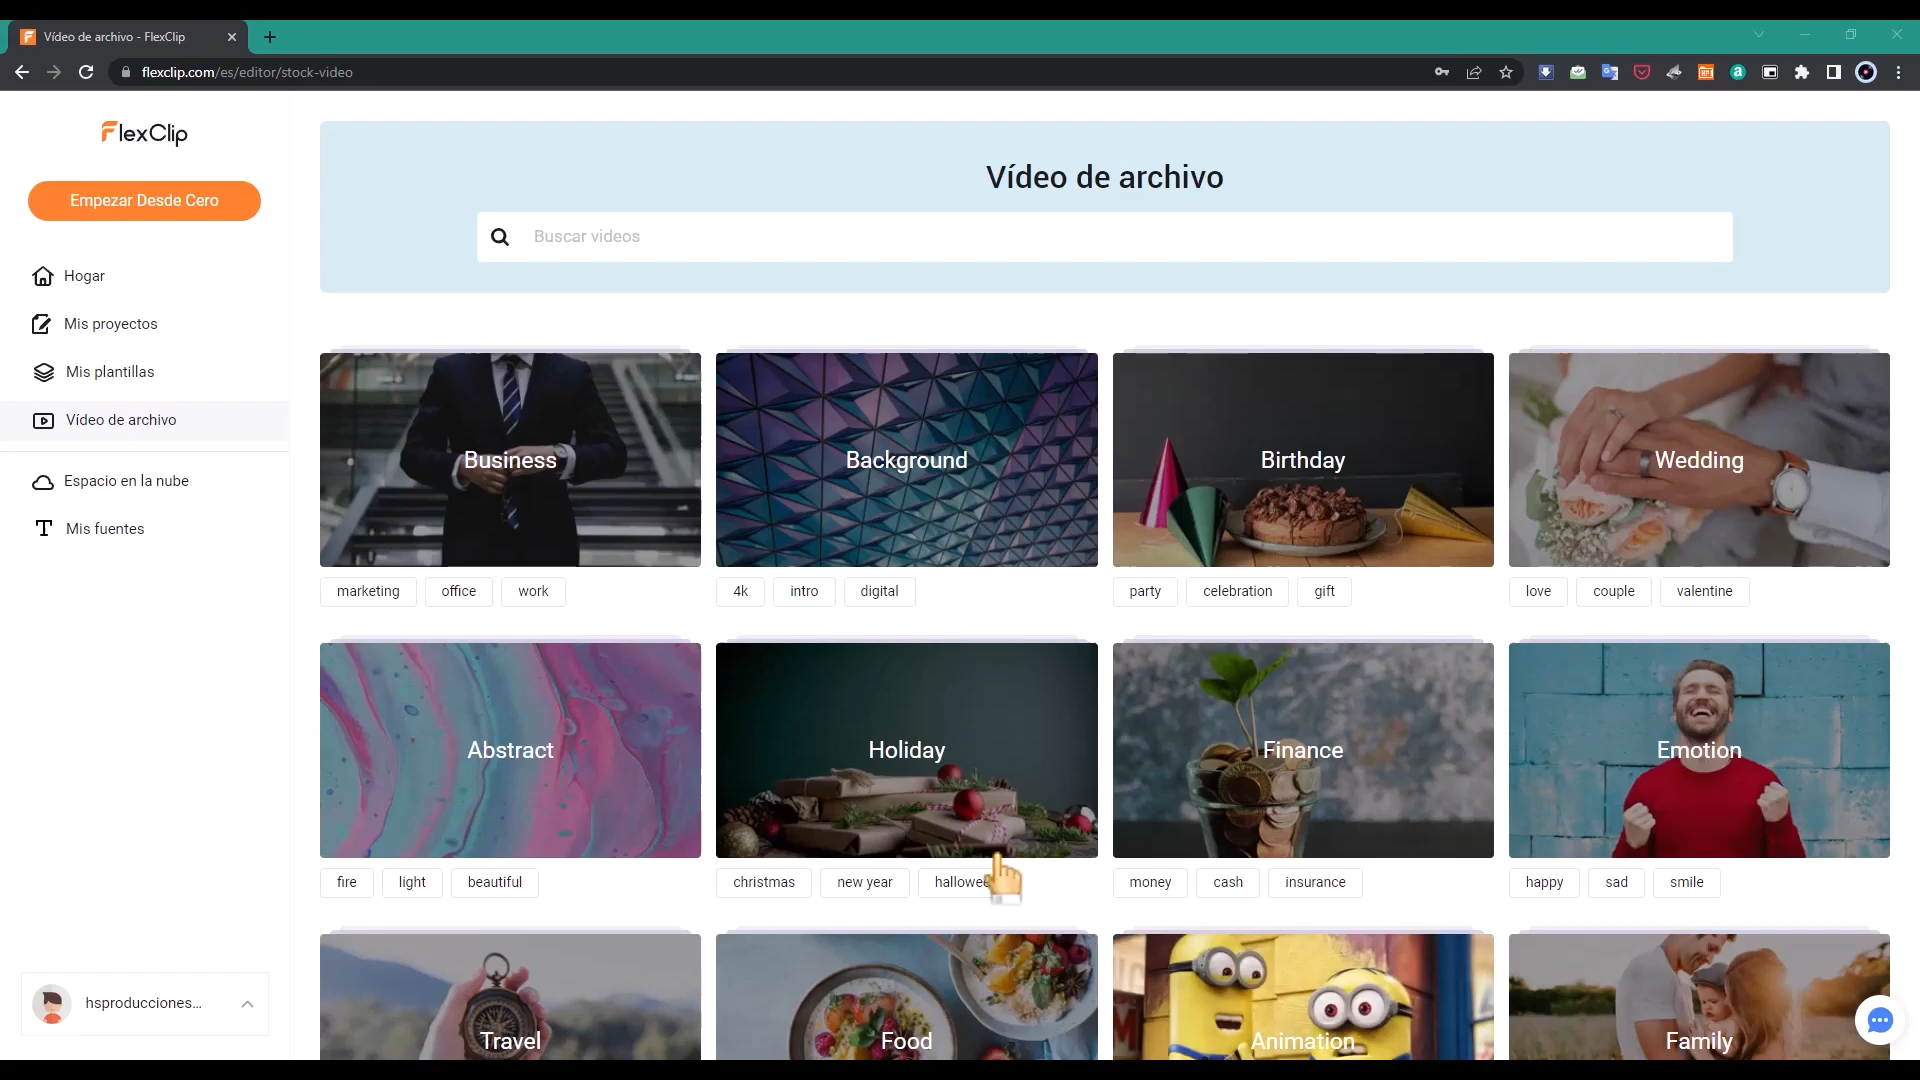 Vídeo de archivo - FlexClip
flexclip.com/es/editor/stock-video
FlexClip
Empezar Desde Cero
Hogar
Mis proyectos
Mis plantillas
Vídeo de archivo
Espacio en la nube
Mis fuentes
hsproducciones...
Vídeo de archivo
Buscar videos
Business
Background
Birthday
Wedding
marketing office work
4k intro digital
party celebration gift
love couple valentine
Abstract
Holiday
Finance
Emotion
fire light beautiful
christmas new year hallowee
money cash insurance
happy sad smile
Travel
Food
Animation
Family